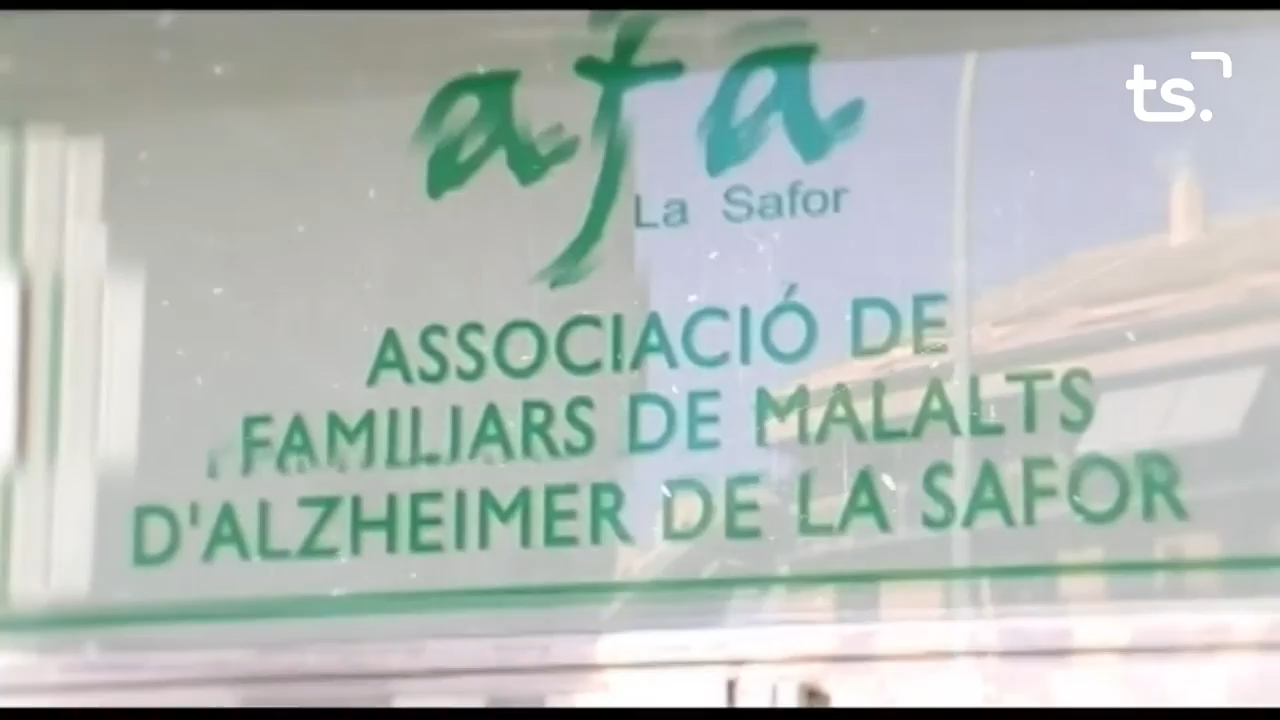 afa
ts.
La Safor
ASSOCIACIÓ DE
FAMILIARS DE MALALTS
D'ALZHEIMER DE LA SAFOR